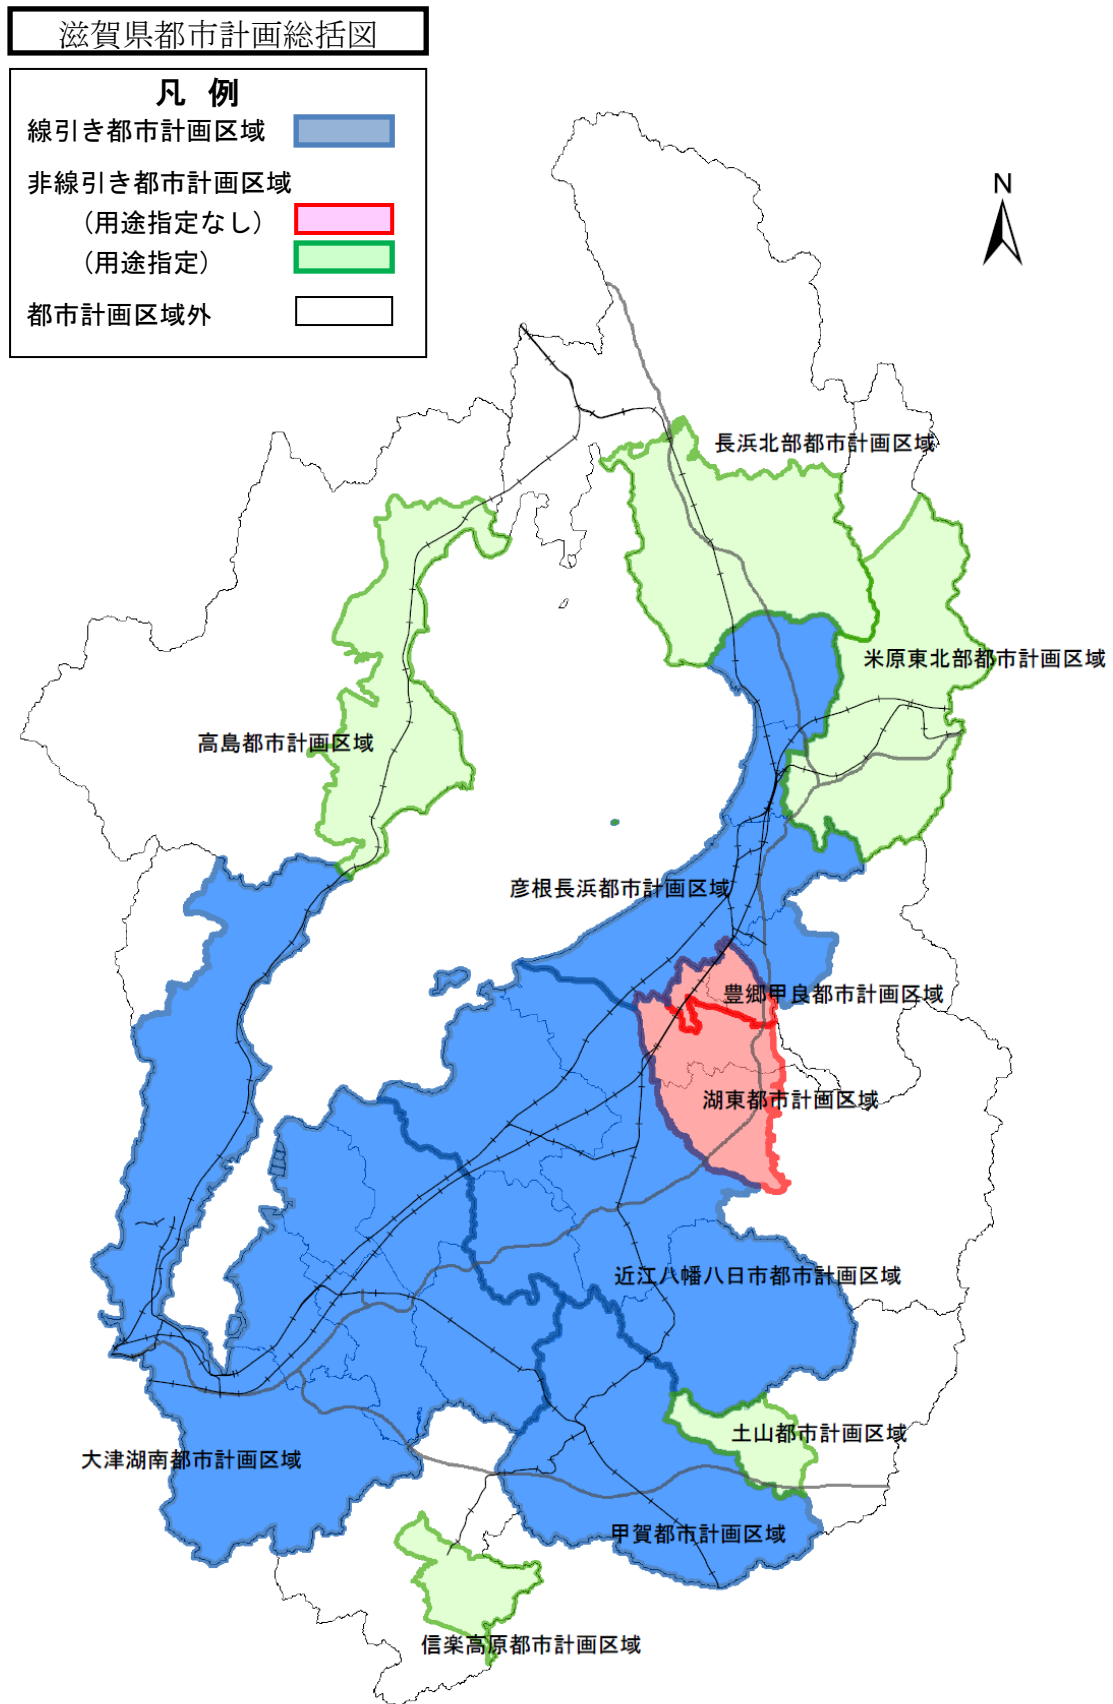 滋賀県都市計画総括図
凡 例
線引き都市計画区域
非線引き都市計画区域
（用途指定なし）
（用途指定）
都市計画区域外
N
長浜北部都市計画区域
米原東北部都市計画区域
高島都市計画区域
彦根長浜都市計画区域
豊郷甲良都市計画区域
湖東都市計画区域
近江八幡八日市都市計画区域
土山都市計画区域
大津湖南都市計画区域
甲賀都市計画区域
信楽高原都市計画区域